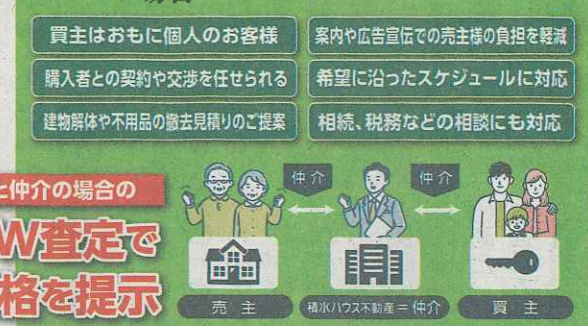 買主はおもに個人のお客様
案内や広告宣伝での売主様の負担を軽減
購入者との契約や交渉を任せられる
希望に沿ったスケジュールに対応
建物解体や不用品の撤去見積りのご提案
相続、税務などの相談にも対応
仲介の場合の
W査定で
格を提示
仲介
仲介
売主
積水ハウス不動産=仲介
買主